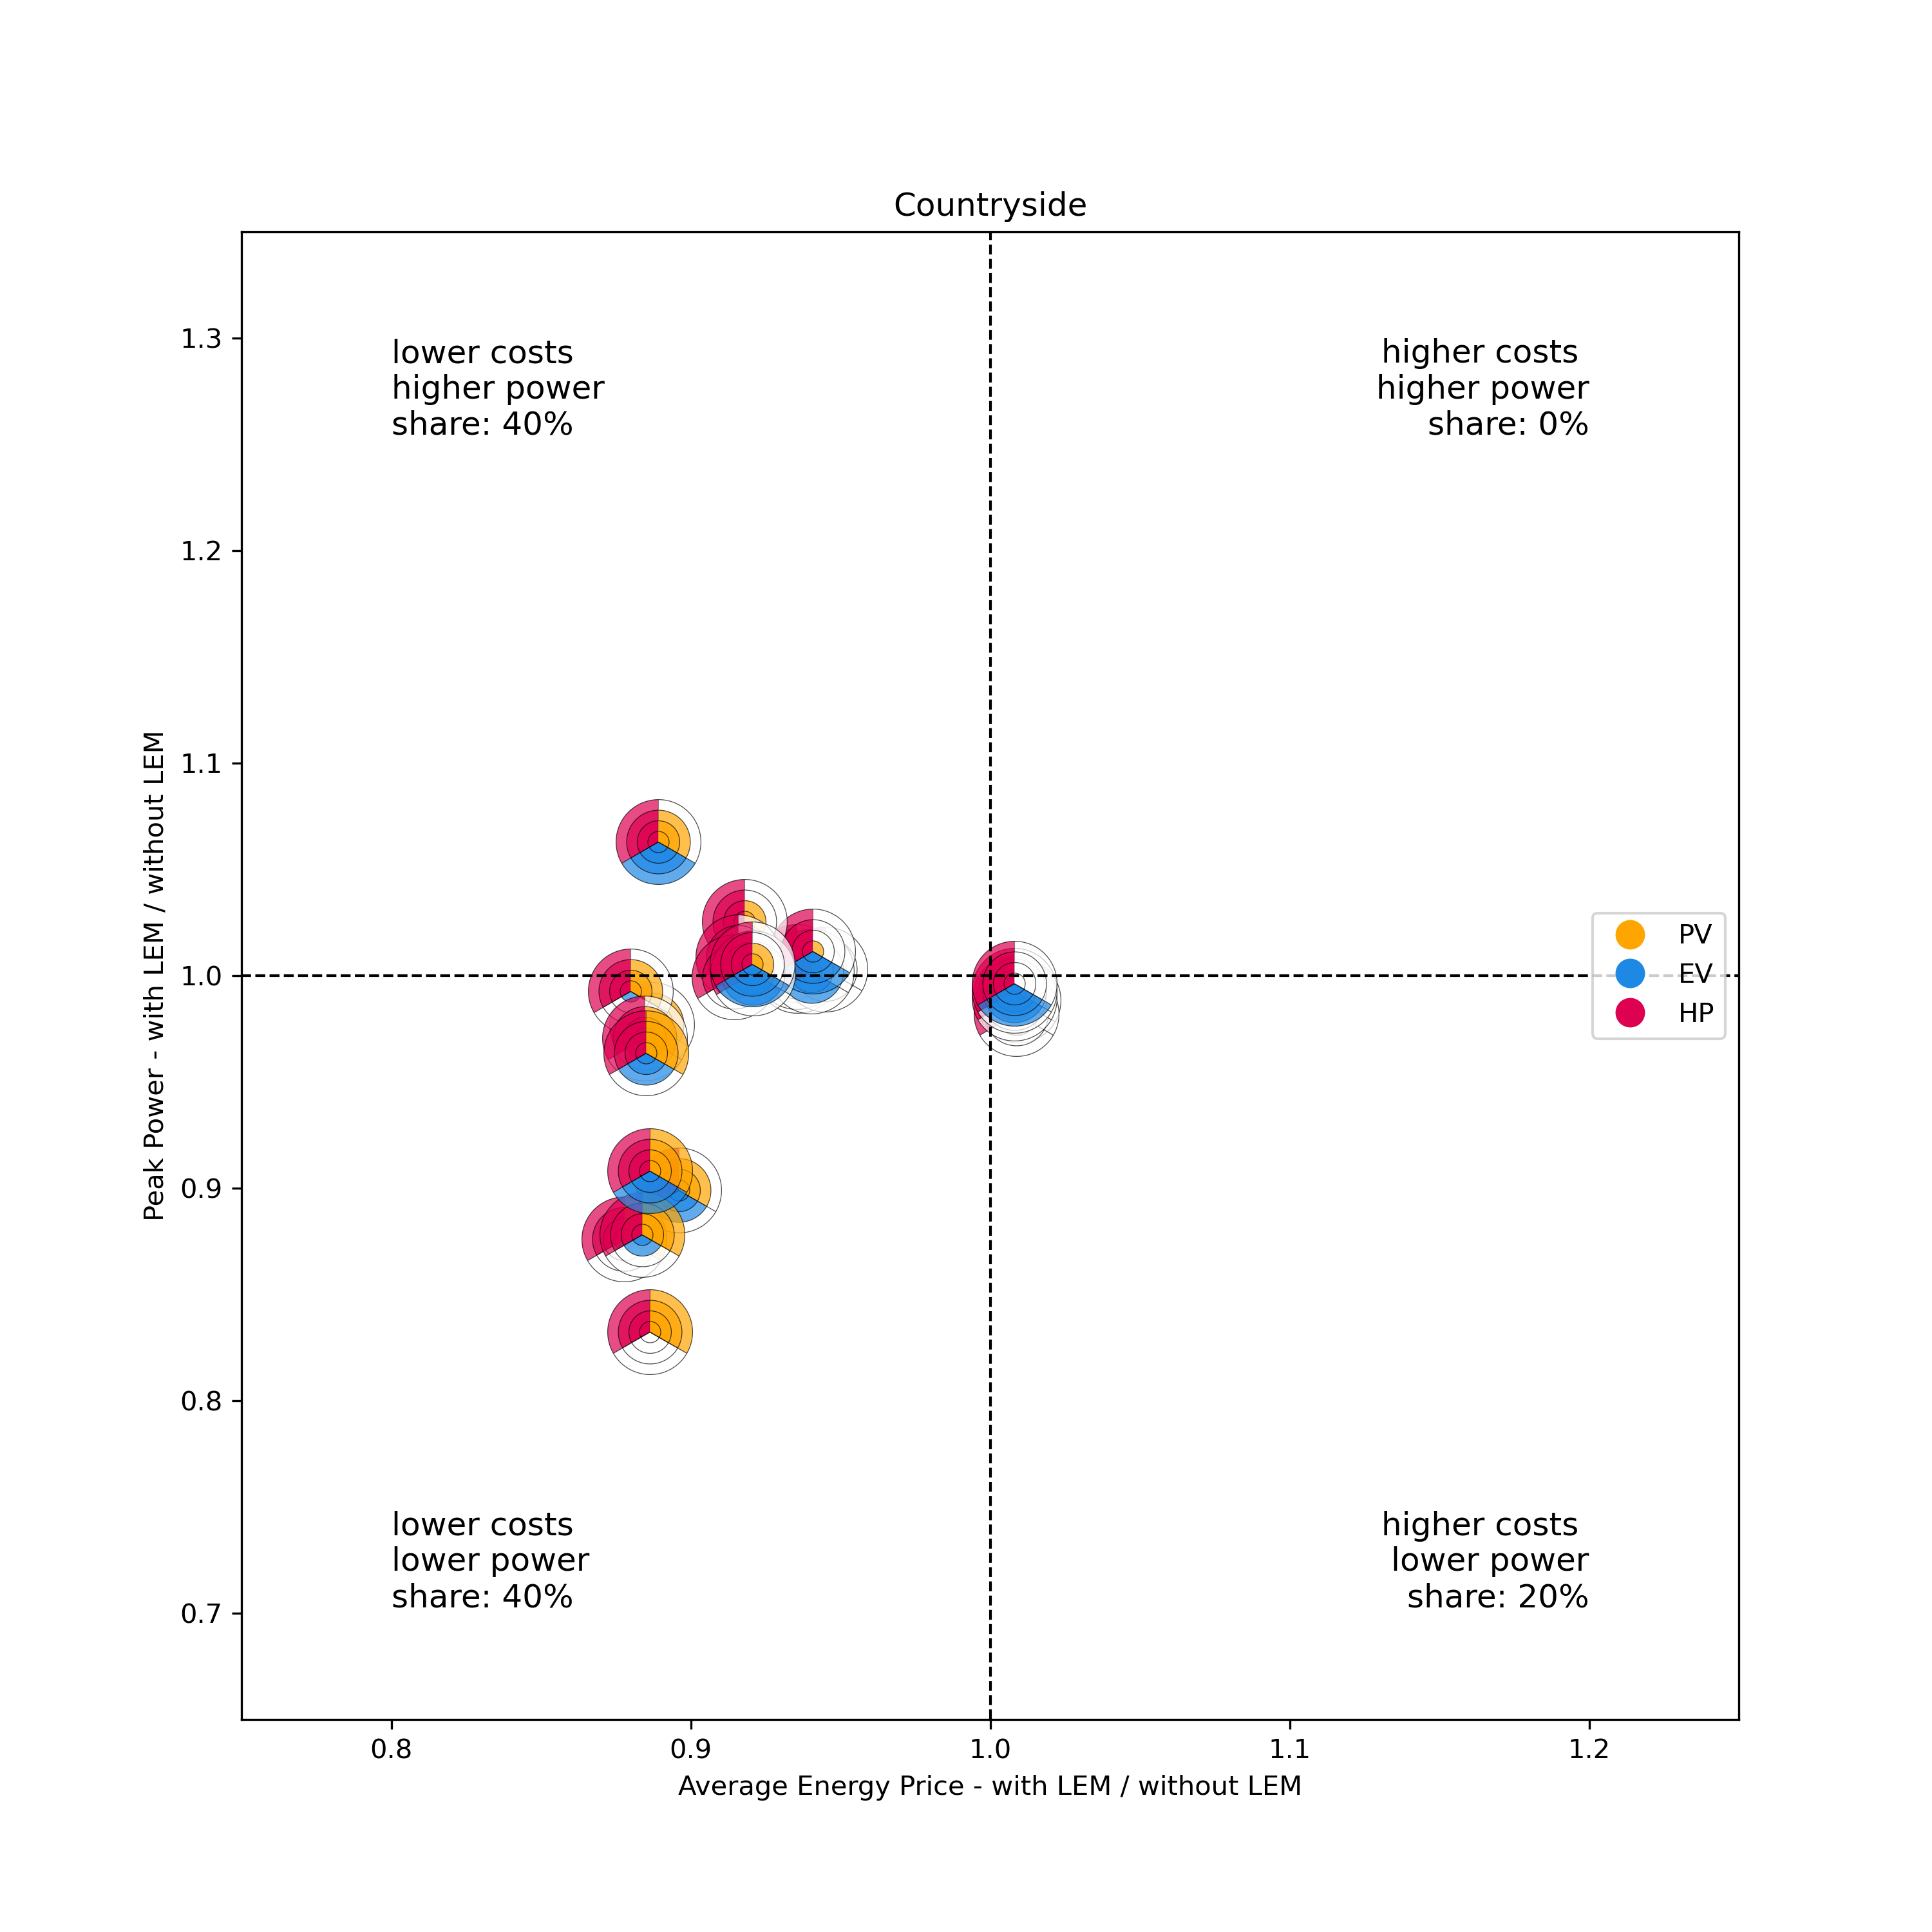 Countryside
lower costs
higher power
share: 40%
higher costs
higher power
share: 0%
1.3
1.2
1.1
1.0
0.9
0.8
0.7
Peak Power - with LEM / without LEM
PV
EV
HP
lower costs
lower power
share: 40%
higher costs
lower power
share: 20%
0.8
0.9
1.0
1.1
1.2
Average Energy Price - with LEM / without LEM